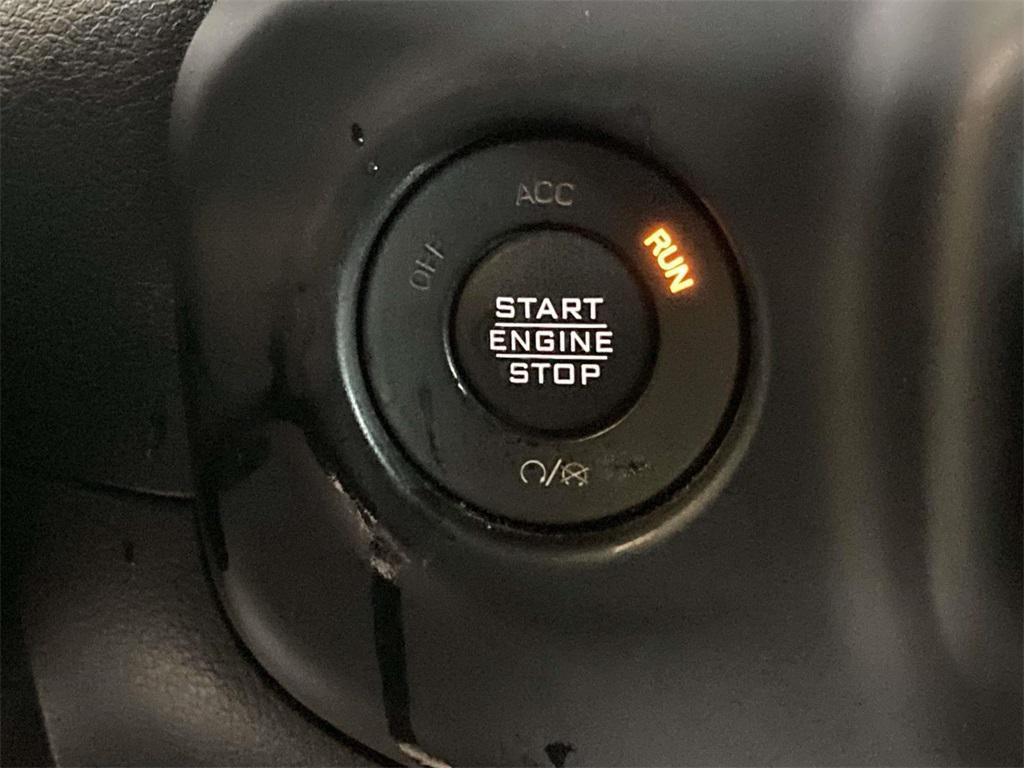 ACC
OFF
RUN
START
ENGINE
STOP